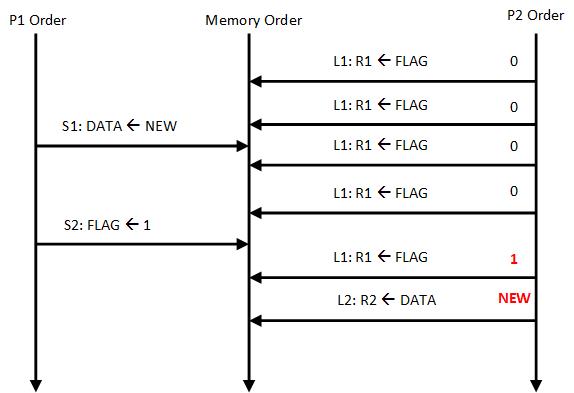 P1 Order Memory Order P2 Order
L1: R1 ← FLAG 0
L1: R1 ← FLAG 0
S1: DATA ← NEW
L1: R1 ← FLAG 0
L1: R1 ← FLAG 0
S2: FLAG ← 1
L1: R1 ← FLAG 1
L2: R2 ← DATA NEW